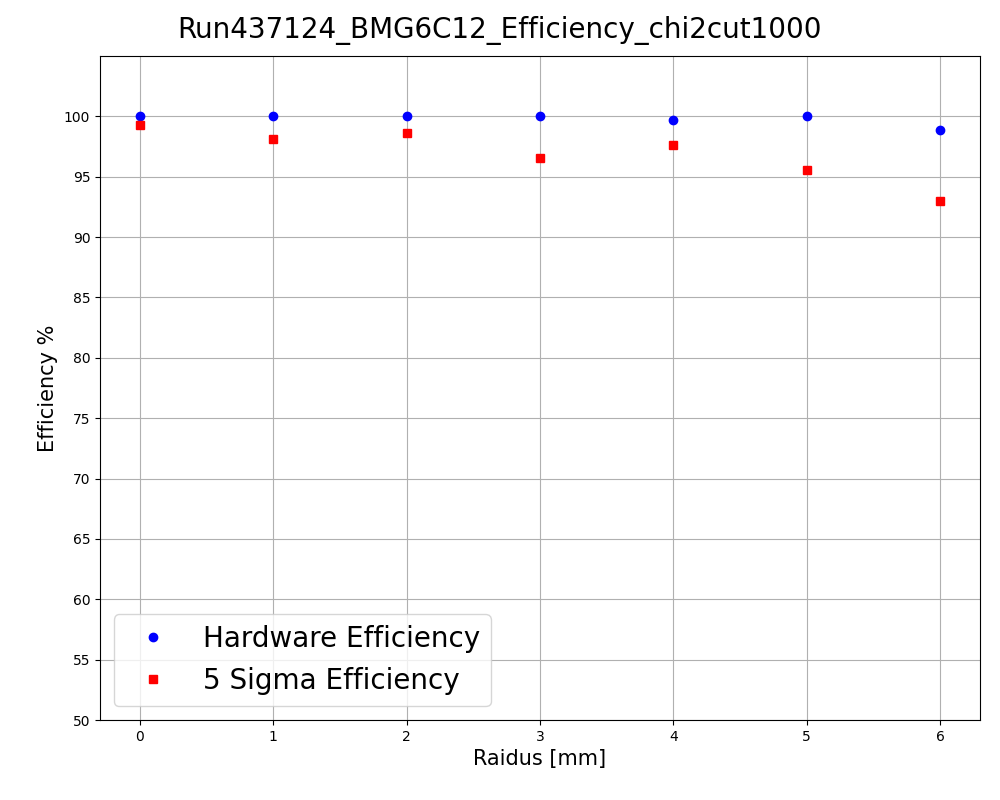 Run437124_BMG6C12_Efficiency_chi2cut1000
100
95
90
85
80
75
70
65
60
55
50
Efficiency %
Hardware Efficiency
5 Sigma Efficiency
0 1 2 3 4 5 6
Raidus [mm]